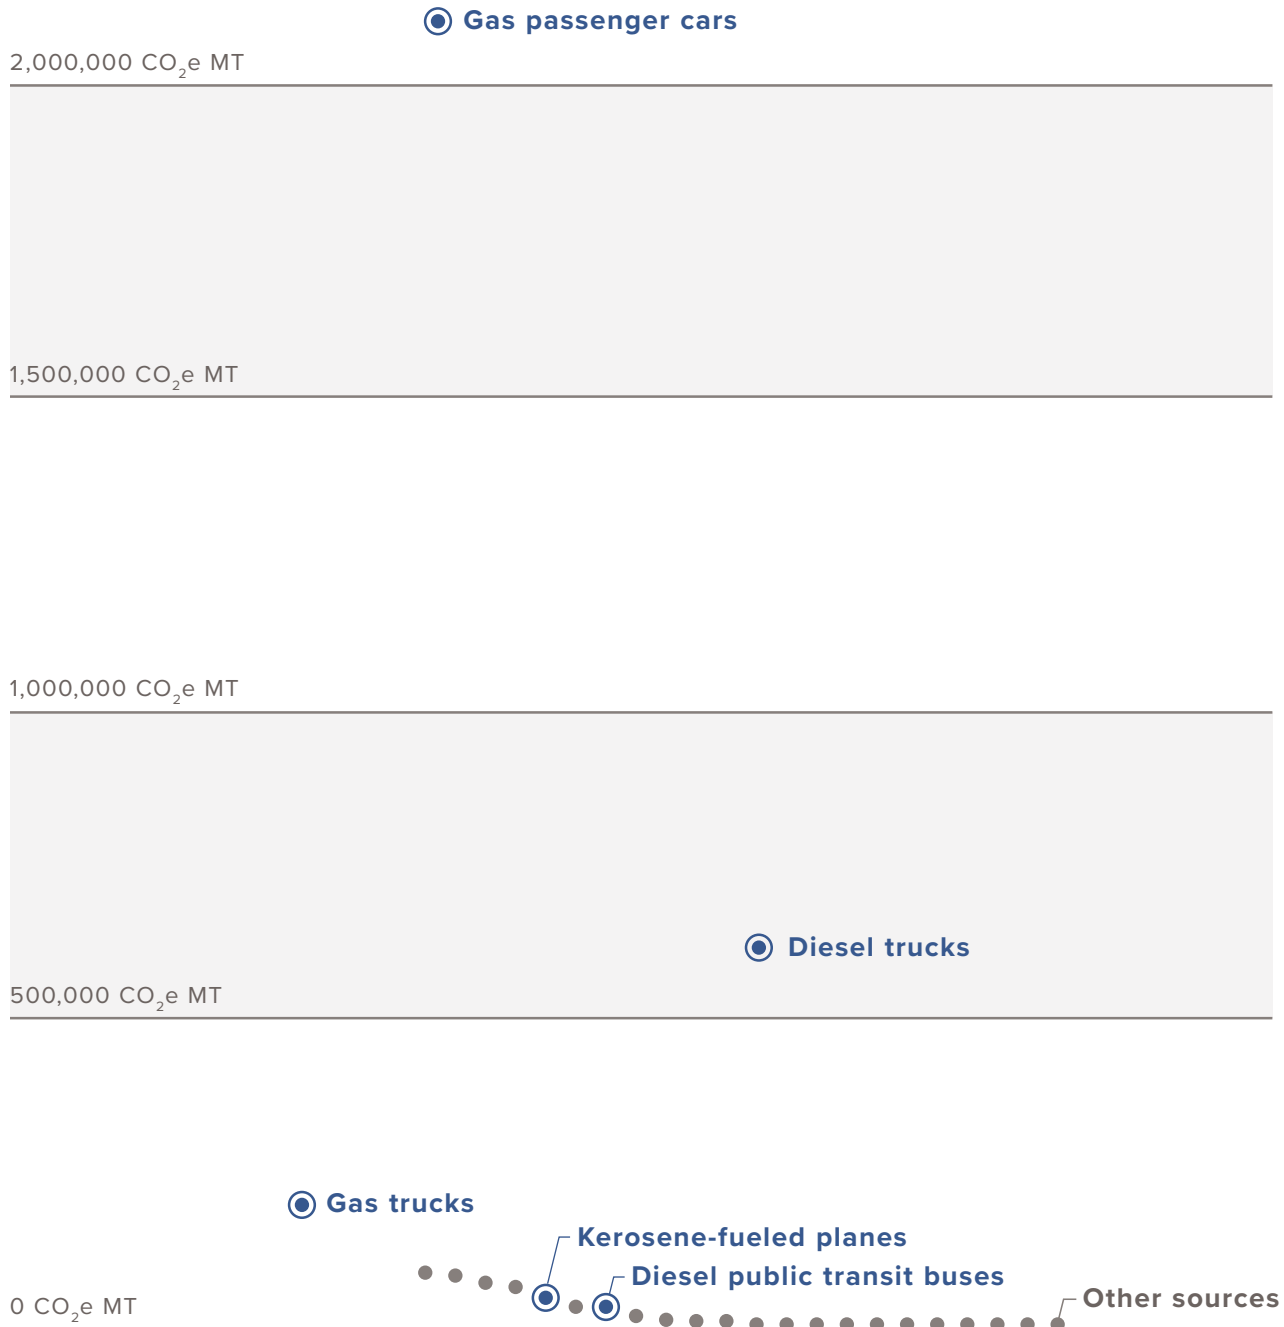 Gas passenger cars
2,000,000 CO₂e MT
1,500,000 CO₂e MT
1,000,000 CO₂e MT
Diesel trucks
500,000 CO₂e MT
Gas trucks
Kerosene-fueled planes
Diesel public transit buses
Other sources
0 CO₂e MT